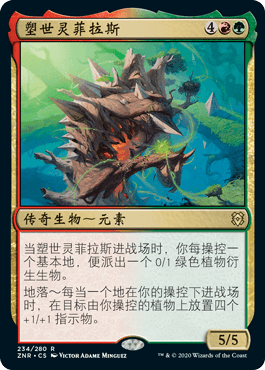 塑世灵菲拉斯 4
传奇生物～元素
当塑世灵菲拉斯进战场时，你每操控一
个基本地，便派出一个 0/1 绿色植物衍
生生物。
地落～每当一个地在你的操控下进战
场时，在目标由你操控的植物上放置四个
+1/+1 指示物。
5/5
234/280 R
ZNR • CS VICTOR ADAME MINGUEZ
™ & © 2020 Wizards of the Coast